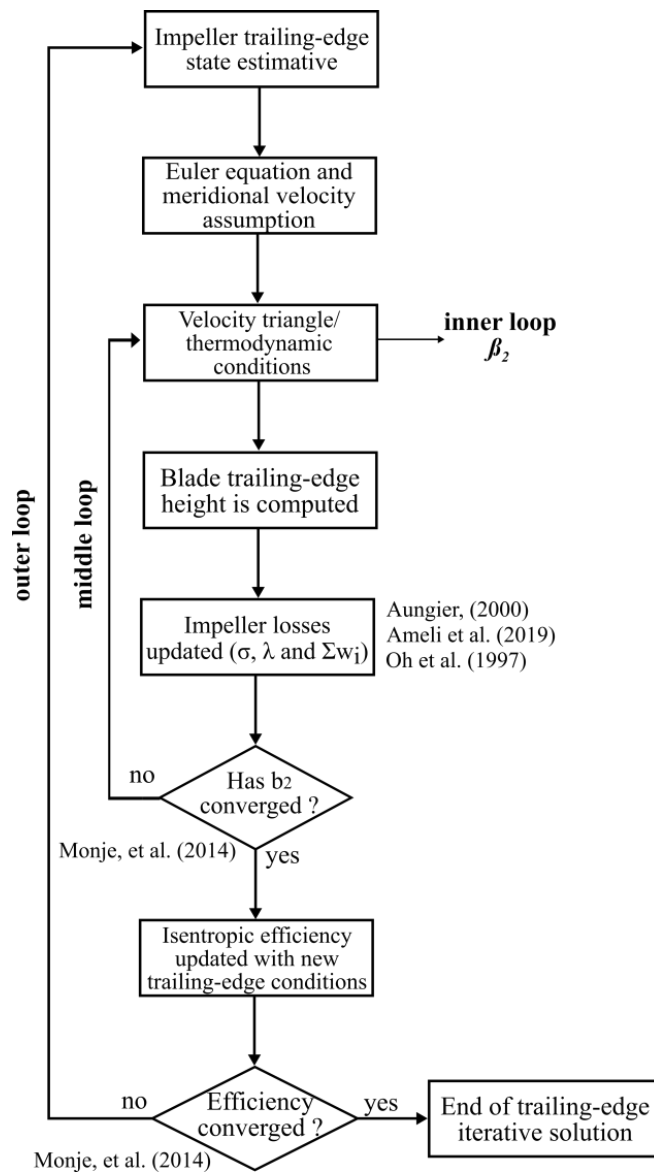 Impeller trailing-edge
state estimative
Euler equation and
meridional velocity
assumption
Velocity triangle/
thermodynamic
conditions
inner loop
β₂
Blade trailing-edge
height is computed
outer loop
middle loop
Impeller losses
updated (σ, λ and Σwi)
Aungier, (2000)
Ameli et al. (2019)
Oh et al. (1997)
no
Has b2
converged ?
Monje, et al. (2014)
yes
Isentropic efficiency
updated with new
trailing-edge conditions
no
Efficiency
converged ?
yes
End of trailing-edge
iterative solution
Monje, et al. (2014)